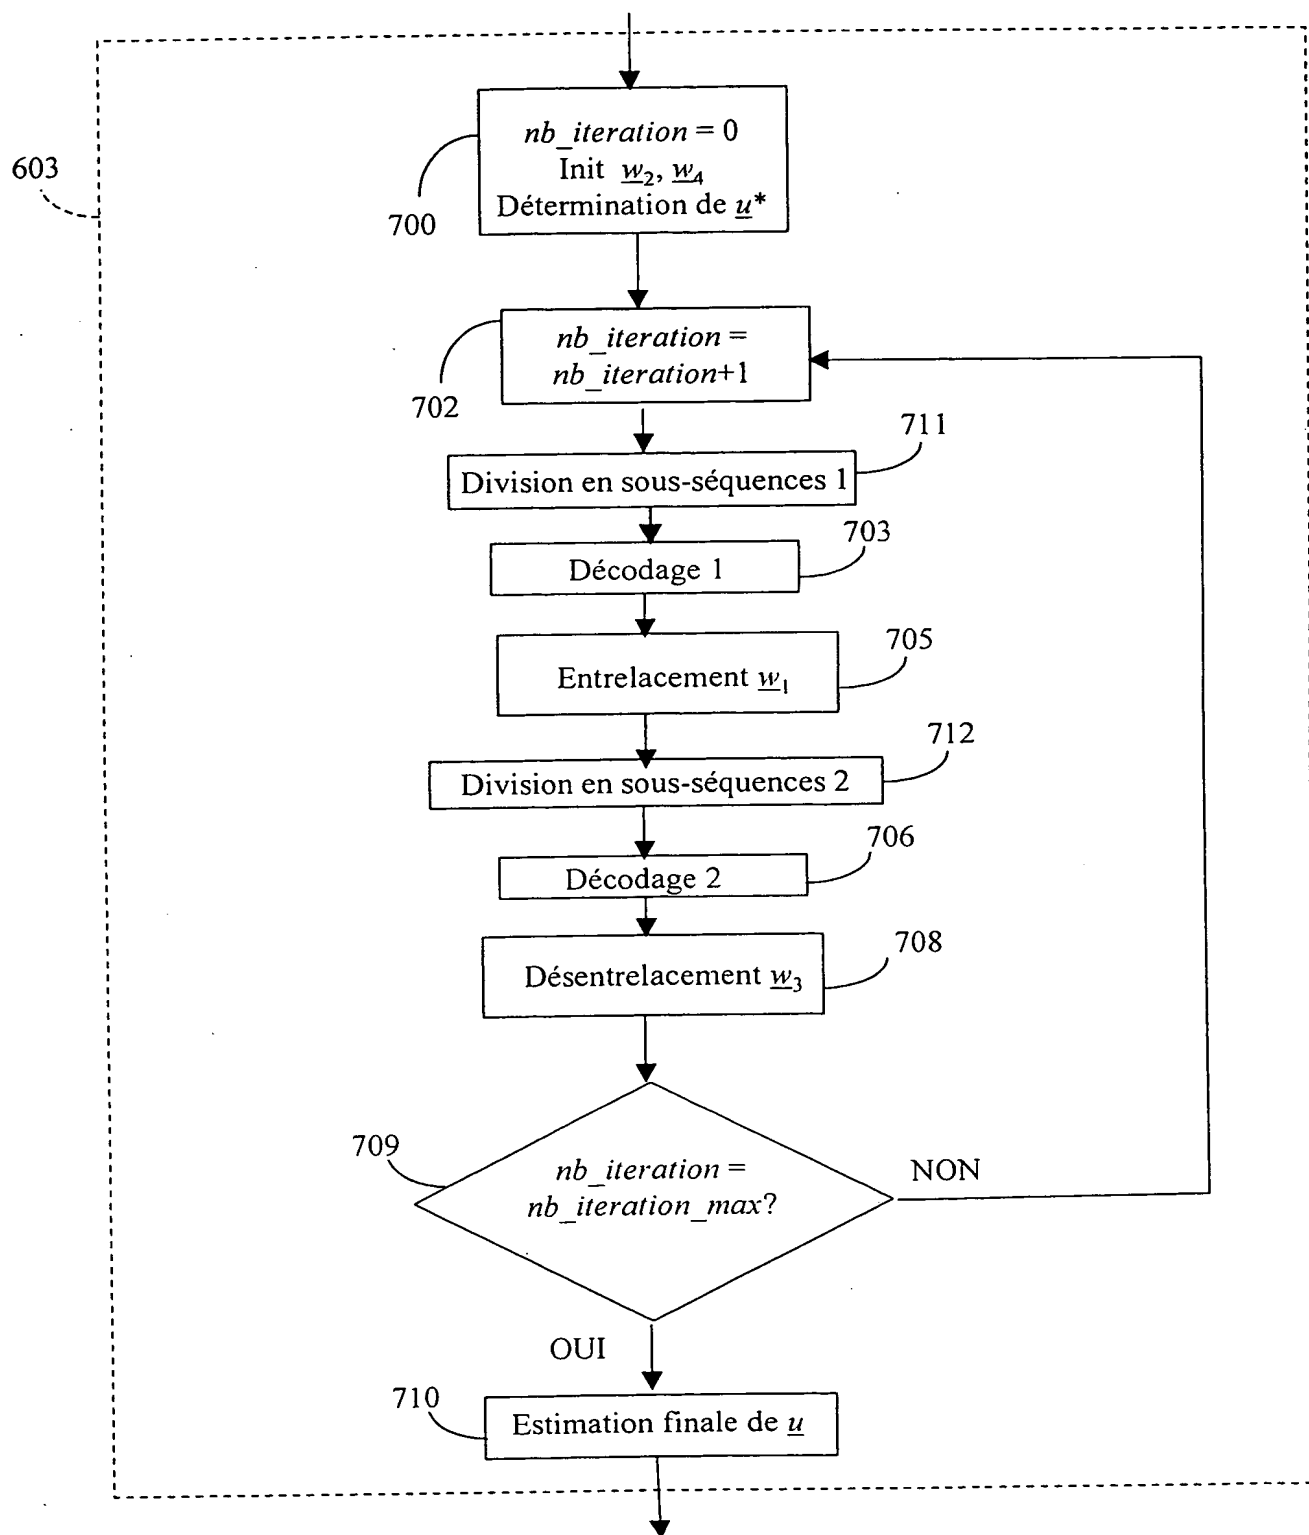 nb_iteration = 0
Init w2, w4
Détermination de u*
603
700
nb_iteration =
nb_iteration+1
702
711
Division en sous-séquences 1
703
Décodage 1
705
Entrelacement w1
712
Division en sous-séquences 2
706
Décodage 2
708
Désentrelacement w3
709
nb_iteration =
nb_iteration_max?
NON
OUI
710
Estimation finale de u